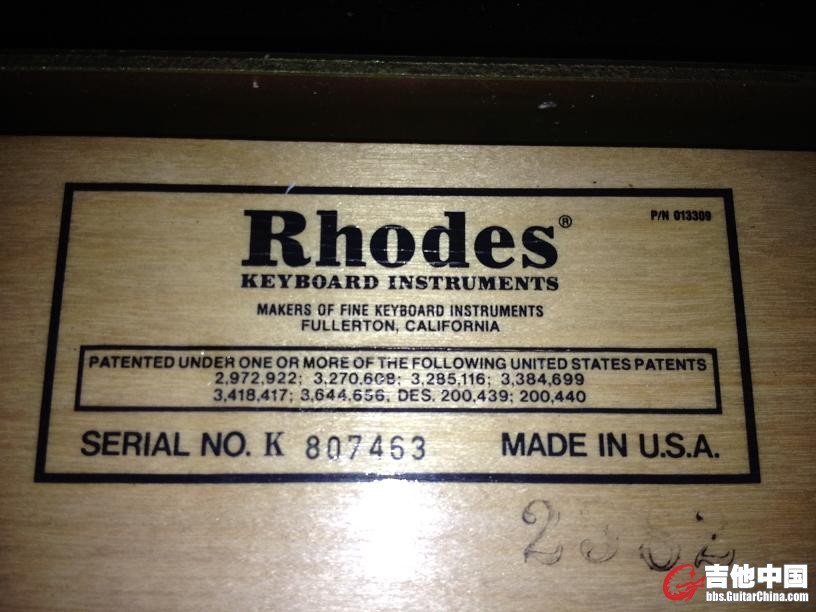 Rhodes®
P/N 013309
KEYBOARD INSTRUMENTS
MAKERS OF FINE KEYBOARD INSTRUMENTS
FULLERTON, CALIFORNIA
PATENTED UNDER ONE OR MORE OF THE FOLLOWING UNITED STATES PATENTS
2,972,922; 3,270,608; 3,285,116; 3,384,699
3,418,417; 3,644,656, DES. 200,439; 200,440
SERIAL NO. K 807463 MADE IN U.S.A.
吉他中国
bbs.GuitarChina.com